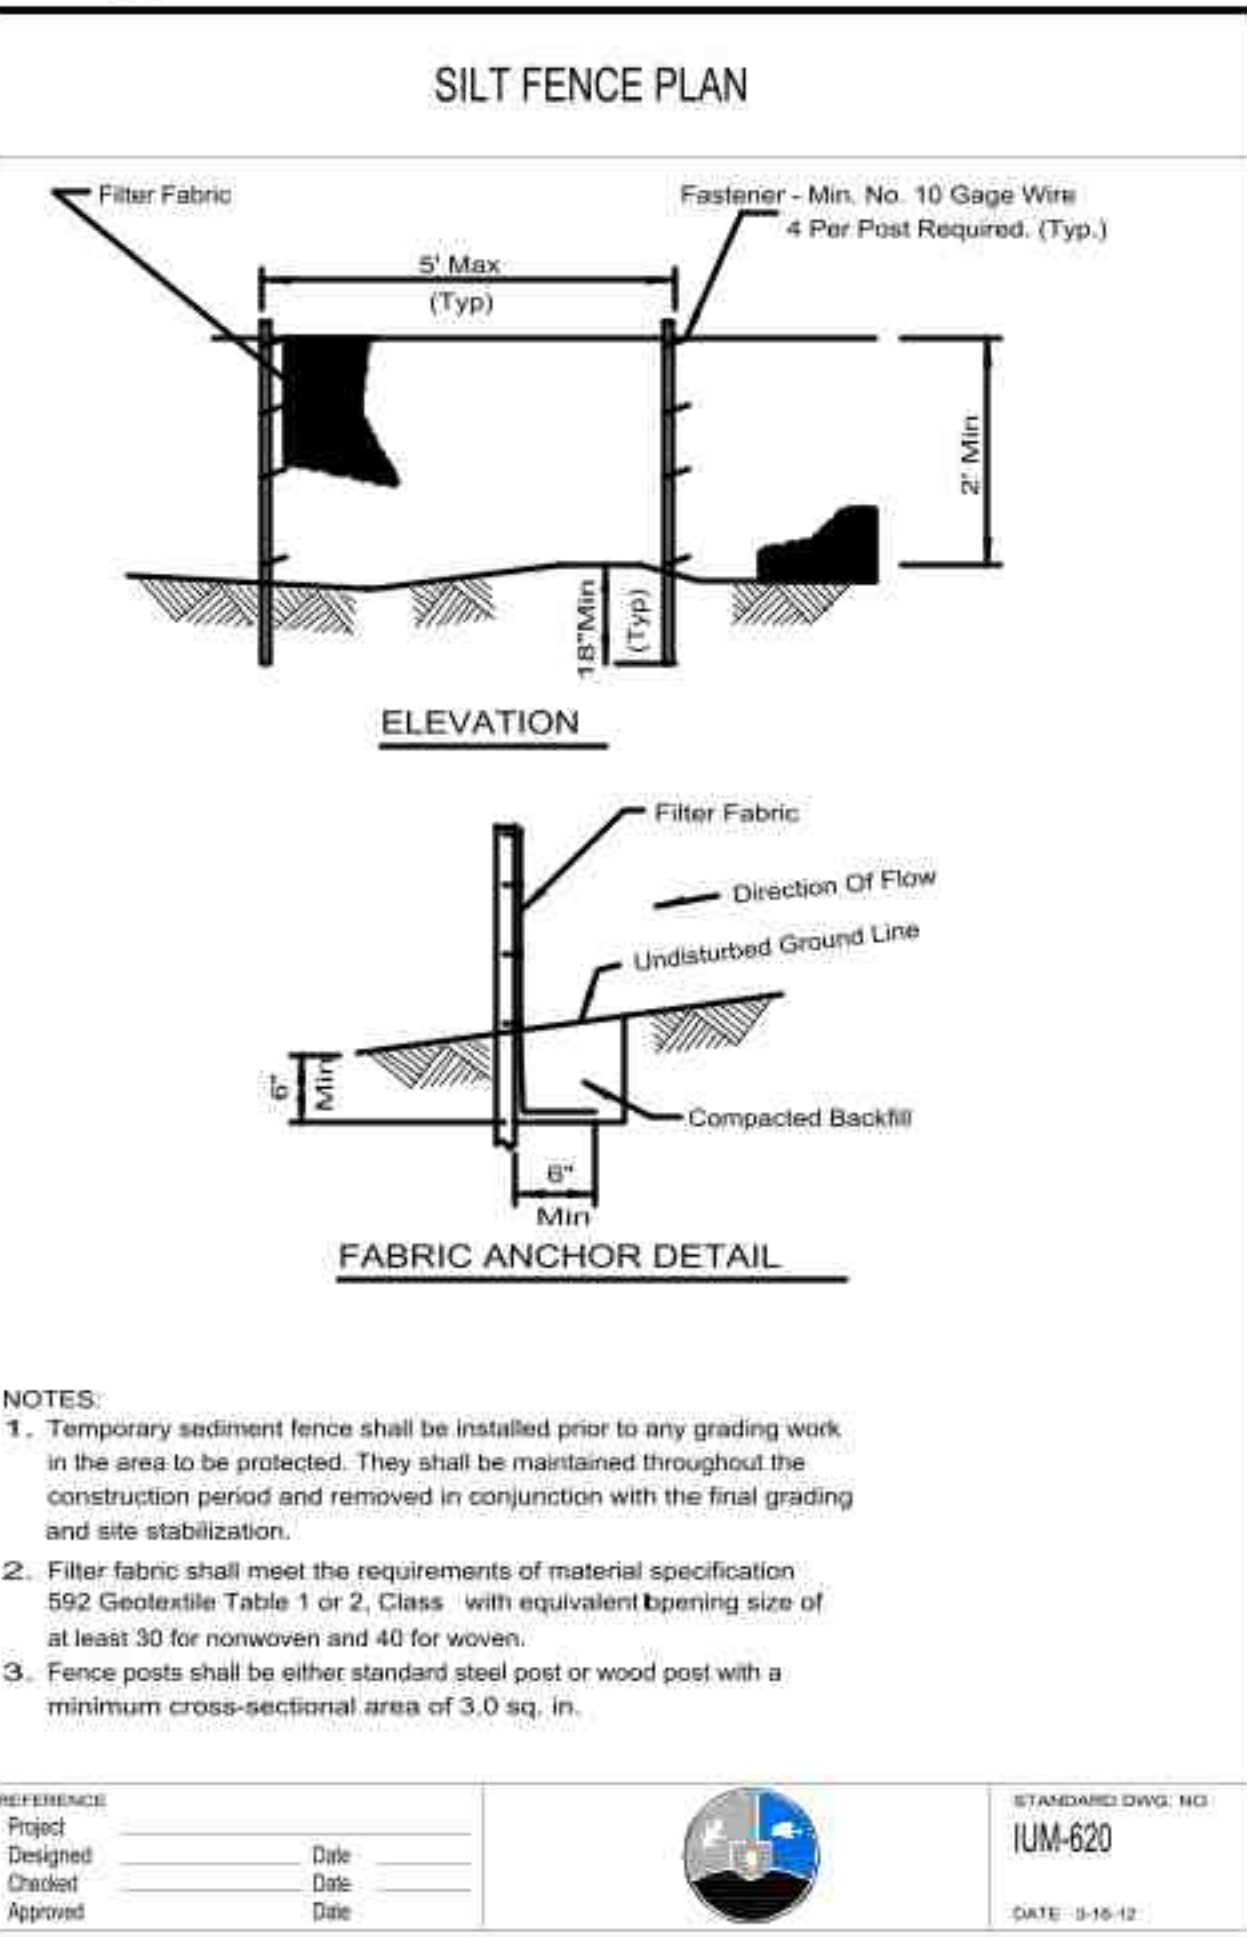 SILT FENCE PLAN
Filter Fabric
Fastener - Min. No. 10 Gage Wire
4 Per Post Required. (Typ.)
5' Max
(Typ)
2' Min
18"Min
(Typ)
ELEVATION
Filter Fabric
Direction Of Flow
Undisturbed Ground Line
6"
Min
Compacted Backfill
6"
Min
FABRIC ANCHOR DETAIL
NOTES:
1. Temporary sediment fence shall be installed prior to any grading work
in the area to be protected. They shall be maintained throughout the
construction period and removed in conjunction with the final grading
and site stabilization.
2. Filter fabric shall meet the requirements of material specification
592 Geotextile Table 1 or 2, Class with equivalent opening size of
at least 30 for nonwoven and 40 for woven.
3. Fence posts shall be either standard steel post or wood post with a
minimum cross-sectional area of 3.0 sq. in.
REFERENCE
Project
Designed Date
Checked Date
Approved Date
STANDARD DWG. NO
IUM-620
DATE 3-16-12